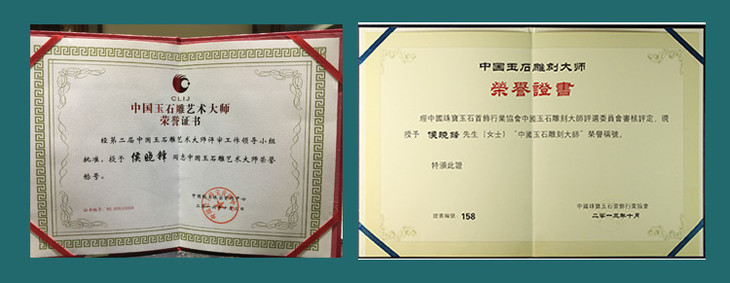 CLIJ
中国玉石雕艺术大师
荣誉证书
经第二届中国玉石雕艺术大师评审工作领导小组
批准，授予 侯晓锋 同志中国玉石雕艺术大师荣誉
称号。
中国玉石雕刻大师
荣譽證書
經中國珠寶玉石首飾行業協會中國玉石雕刻大師評選委員會審核評定，現
授予 侯晓鋒 先生（女士）“中國玉石雕刻大師”榮譽稱號。
特頒此證
證書編號：158
中國珠寶玉石首飾行業協會
二〇一三年十月